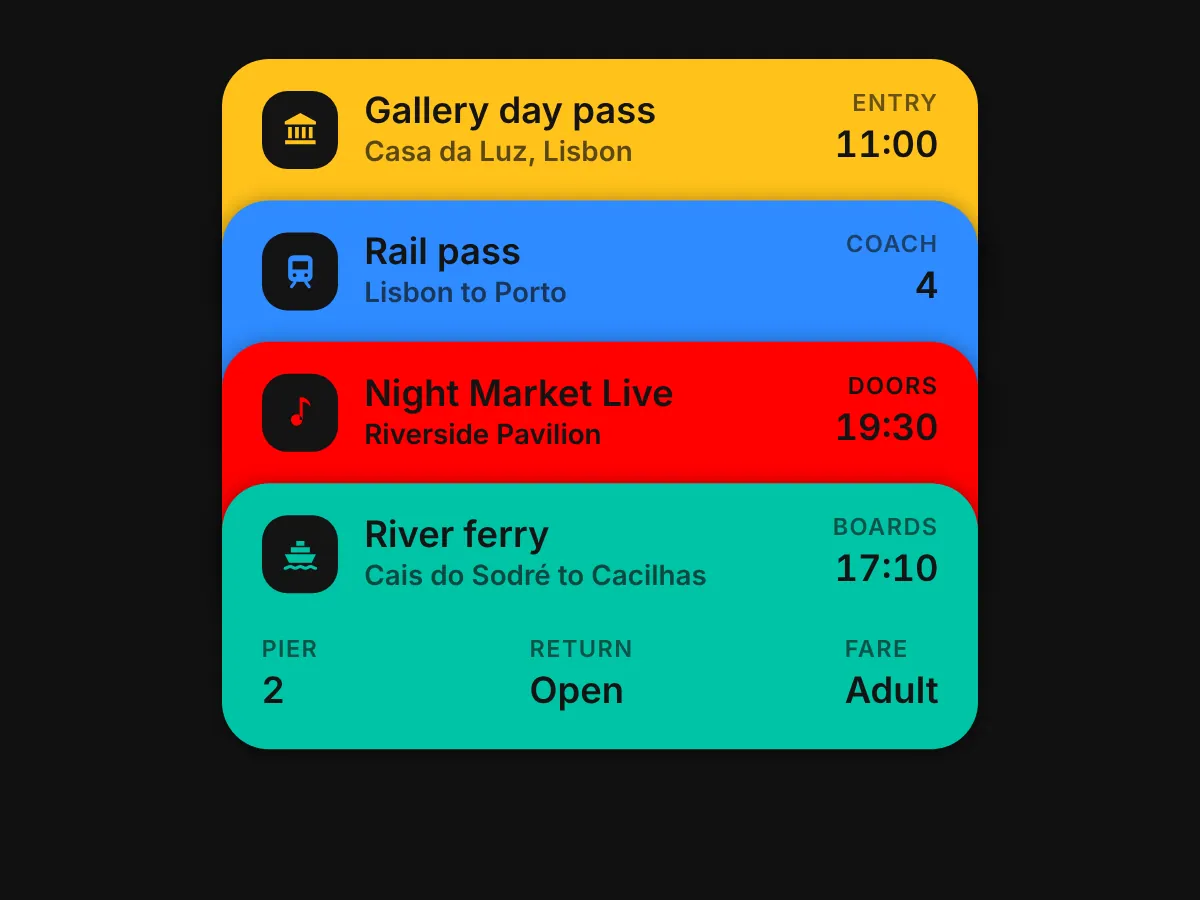 Gallery day pass
Casa da Luz, Lisbon
ENTRY
11:00
Rail pass
Lisbon to Porto
COACH
4
Night Market Live
Riverside Pavilion
DOORS
19:30
River ferry
Cais do Sodré to Cacilhas
BOARDS
17:10
PIER
2
RETURN
Open
FARE
Adult